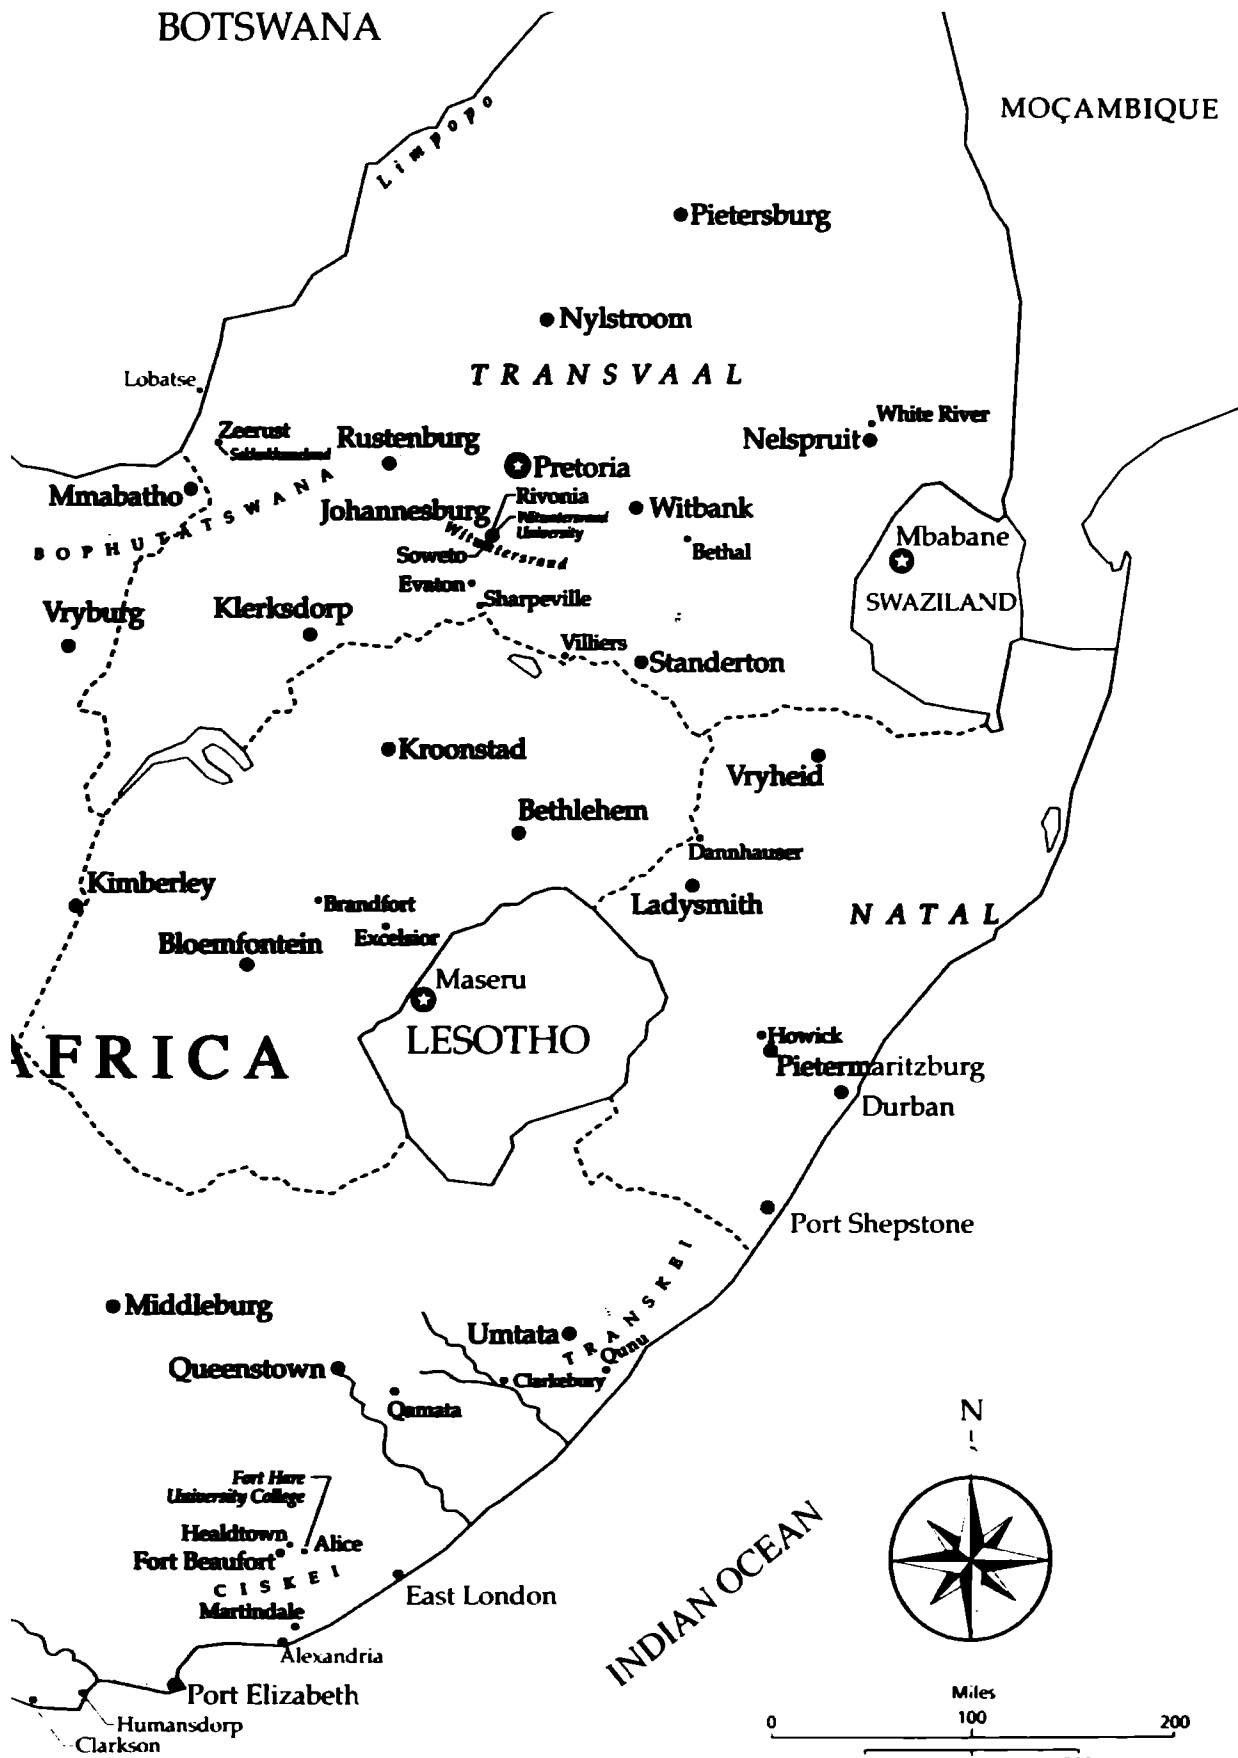 BOTSWANA
MOÇAMBIQUE
Limpopo
Pietersburg
Nylstroom
TRANSVAAL
Lobatse
White River
Zeerust
Rustenburg
Nelspruit
Pretoria
Mmabatho
Rivonia
Johannesburg
Witbank
University
BOPHUTATSWANA
Witwatersrand
Mbabane
Soweto
Bethal
Evaton
Sharpeville
SWAZILAND
Vryburg
Klerksdorp
Villiers
Standerton
Kroonstad
Vryheid
Bethlehem
Dannhauser
Kimberley
Brandfort
Ladysmith
NATAL
Excelsior
Bloemfontein
Maseru
LESOTHO
AFRICA
Howick
Pietermaritzburg
Durban
Port Shepstone
TRANSKEI
Middleburg
Umtata
Qunu
Queenstown
Clarkebury
Qamata
N
Fort Hare
University College
Healdtown
Alice
Fort Beaufort
CISKEI
East London
INDIAN OCEAN
Martindale
Alexandria
Port Elizabeth
Humansdorp
Clarkson
Miles
0 100 200